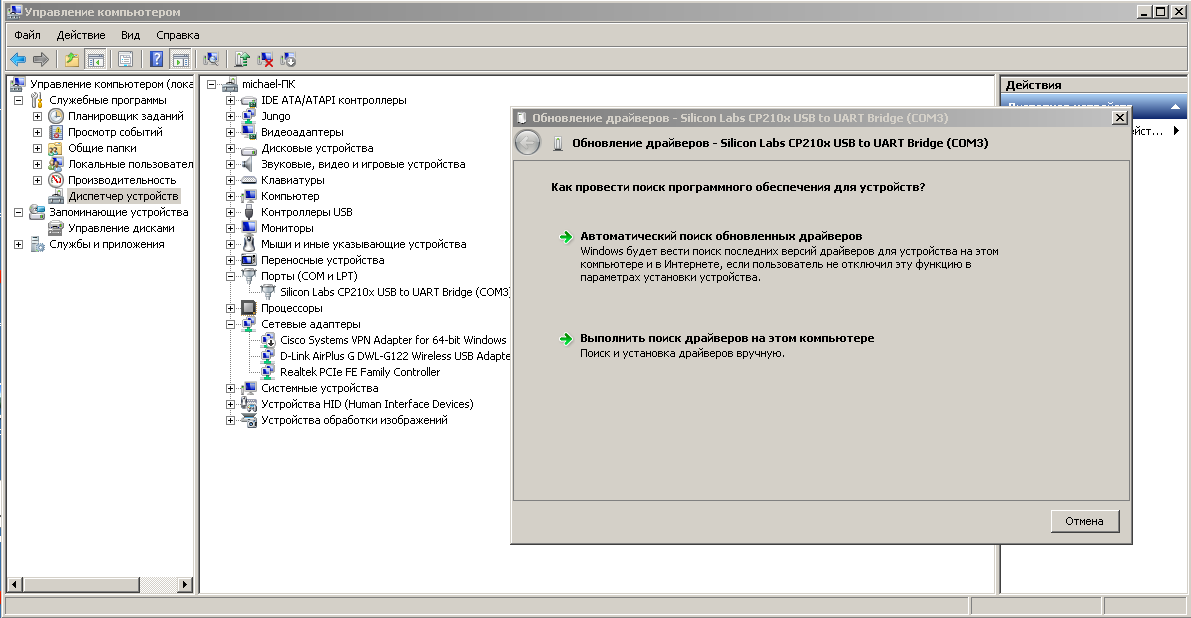 Управление компьютером
Файл Действие Вид Справка
Управление компьютером (лока
Служебные программы
Планировщик заданий
Просмотр событий
Общие папки
Локальные пользовател
Производительность
Диспетчер устройств
Запоминающие устройства
Управление дисками
Службы и приложения
michael-ПК
IDE ATA/ATAPI контроллеры
Jungo
Видеоадаптеры
Дисковые устройства
Звуковые, видео и игровые устройства
Клавиатуры
Компьютер
Контроллеры USB
Мониторы
Мыши и иные указывающие устройства
Переносные устройства
Порты (COM и LPT)
Silicon Labs CP210x USB to UART Bridge (COM3
Процессоры
Сетевые адаптеры
Cisco Systems VPN Adapter for 64-bit Windows
D-Link AirPlus G DWL-G122 Wireless USB Adapte
Realtek PCIe FE Family Controller
Системные устройства
Устройства HID (Human Interface Devices)
Устройства обработки изображений
Обновление драйверов - Silicon Labs CP210x USB to UART Bridge (COM3)
Обновление драйверов - Silicon Labs CP210x USB to UART Bridge (COM3)
Как провести поиск программного обеспечения для устройств?
Автоматический поиск обновленных драйверов
Windows будет вести поиск последних версий драйверов для устройства на этом
компьютере и в Интернете, если пользователь не отключил эту функцию в
параметрах установки устройства.
Выполнить поиск драйверов на этом компьютере
Поиск и установка драйверов вручную.
Отмена
Действия
йст...